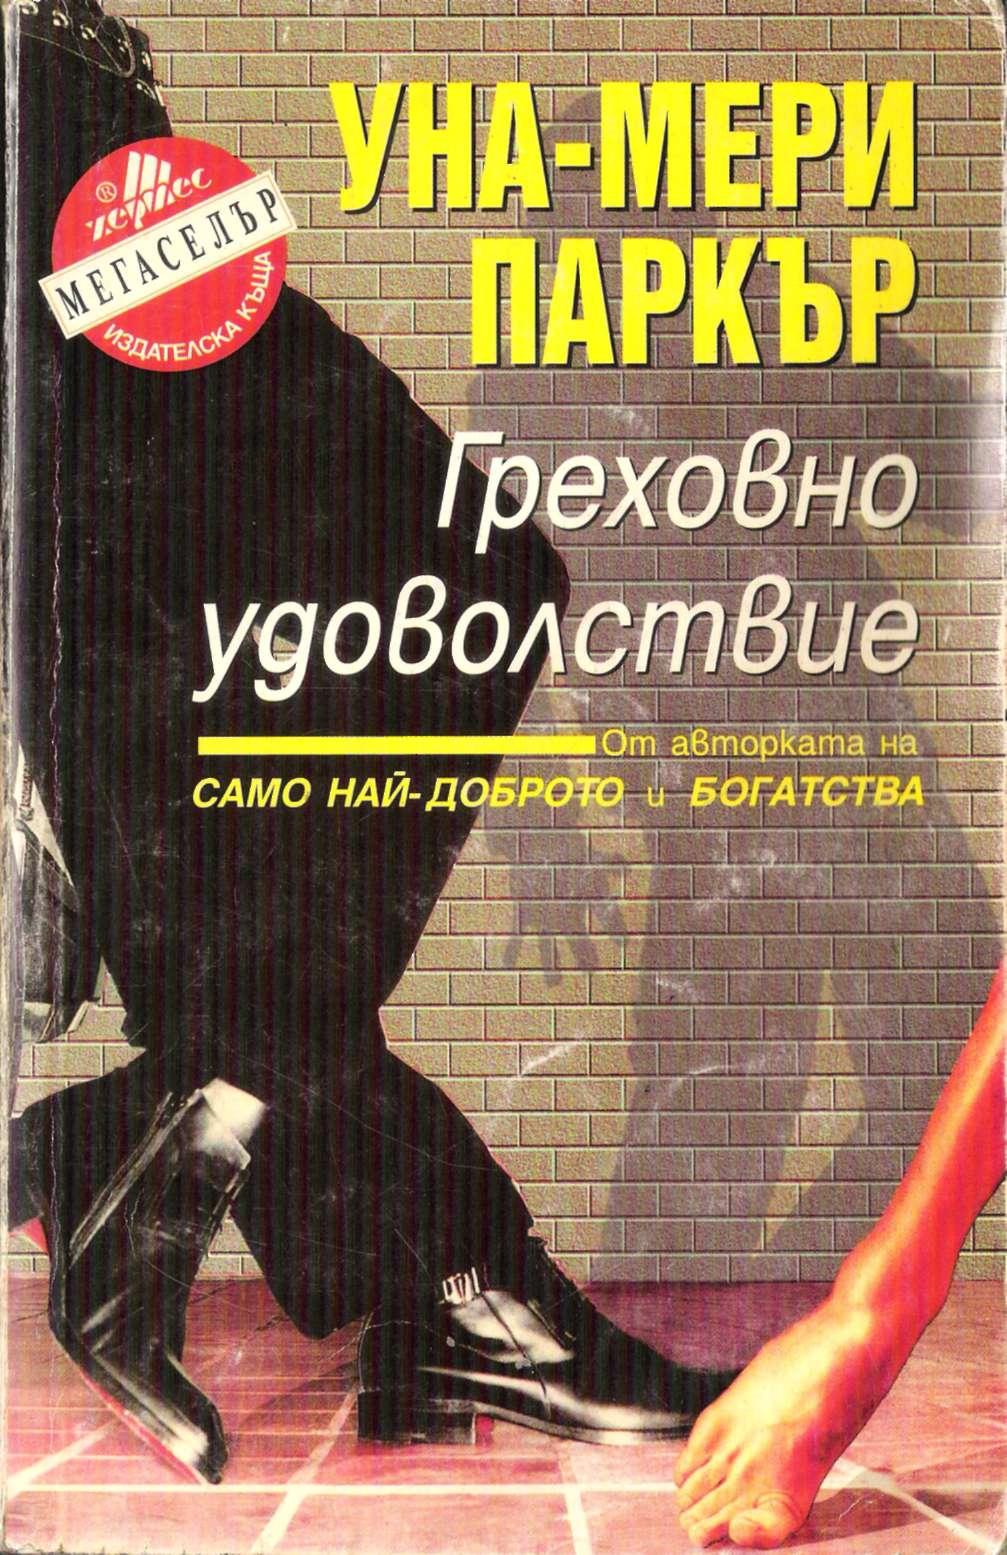 УНА-МЕРИ
ПАРКЪР
®
хермес
МЕГАСЕЛЪР
ИЗДАТЕЛСКА КЪЩА
Греховно
удоволствие
От авторката на
САМО НАЙ-ДОБРОТО и БОГАТСТВА